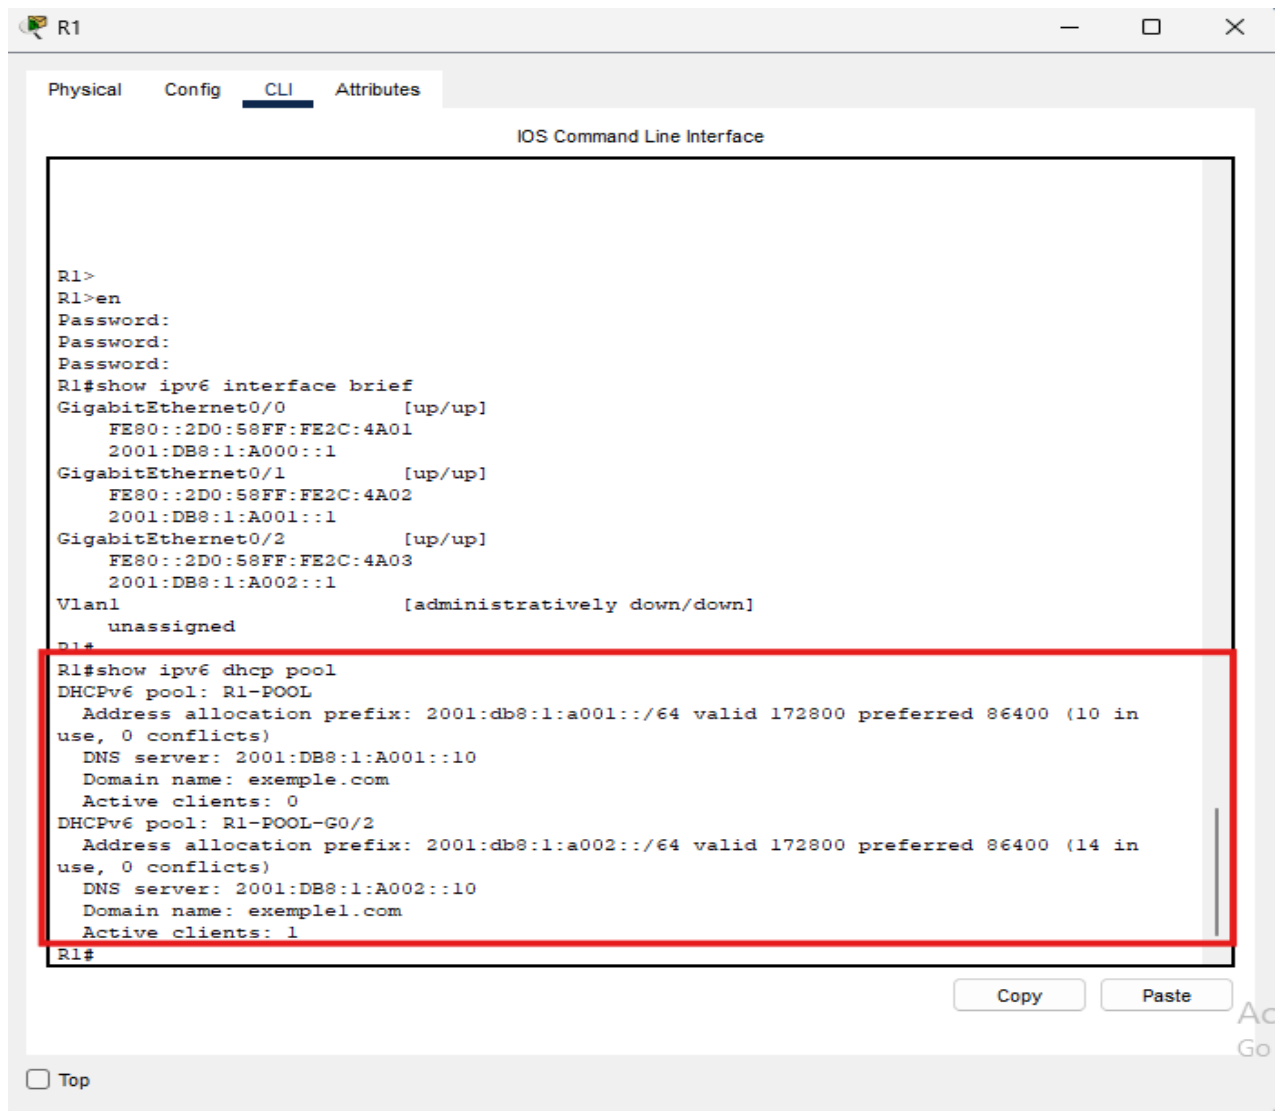 R1
Physical Config CLI Attributes
IOS Command Line Interface
R1>
R1>en
Password:
Password:
Password:
R1#show ipv6 interface brief
GigabitEthernet0/0 [up/up]
FE80::2D0:58FF:FE2C:4A01
2001:DB8:1:A000::1
GigabitEthernet0/1 [up/up]
FE80::2D0:58FF:FE2C:4A02
2001:DB8:1:A001::1
GigabitEthernet0/2 [up/up]
FE80::2D0:58FF:FE2C:4A03
2001:DB8:1:A002::1
Vlan1 [administratively down/down]
unassigned
R1#
R1#show ipv6 dhcp pool
DHCPv6 pool: R1-POOL
Address allocation prefix: 2001:db8:1:a001::/64 valid 172800 preferred 86400 (10 in
use, 0 conflicts)
DNS server: 2001:DB8:1:A001::10
Domain name: exemple.com
Active clients: 0
DHCPv6 pool: R1-POOL-G0/2
Address allocation prefix: 2001:db8:1:a002::/64 valid 172800 preferred 86400 (14 in
use, 0 conflicts)
DNS server: 2001:DB8:1:A002::10
Domain name: exemple1.com
Active clients: 1
R1#
Copy Paste
Ac
Go
Top